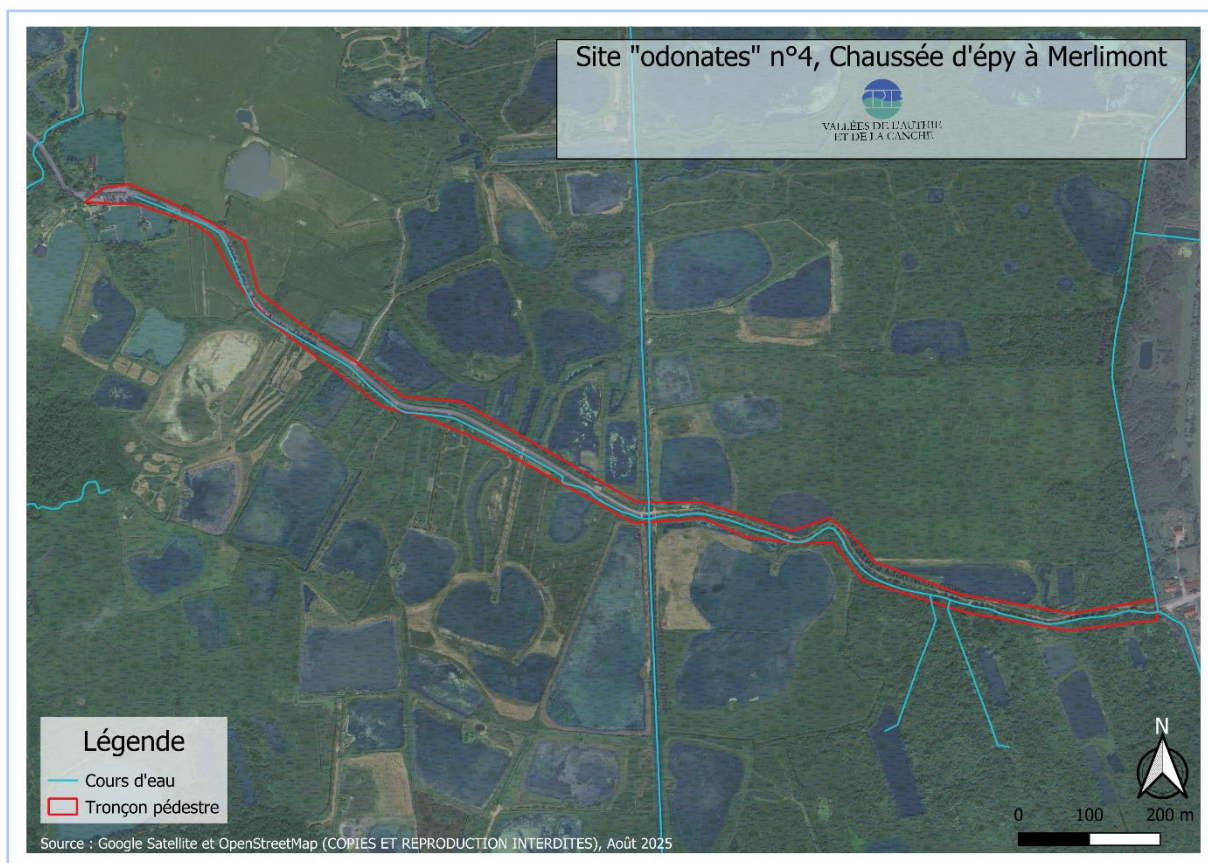 Site "odonates" n°4, Chaussée d'épy à Merlimont
VALLÉES DE L'AUTHIE
ET DE LA CANCHE
Légende
Cours d'eau
Tronçon pédestre
N
0 100 200 m
Source : Google Satellite et OpenStreetMap (COPIES ET REPRODUCTION INTERDITES), Août 2025